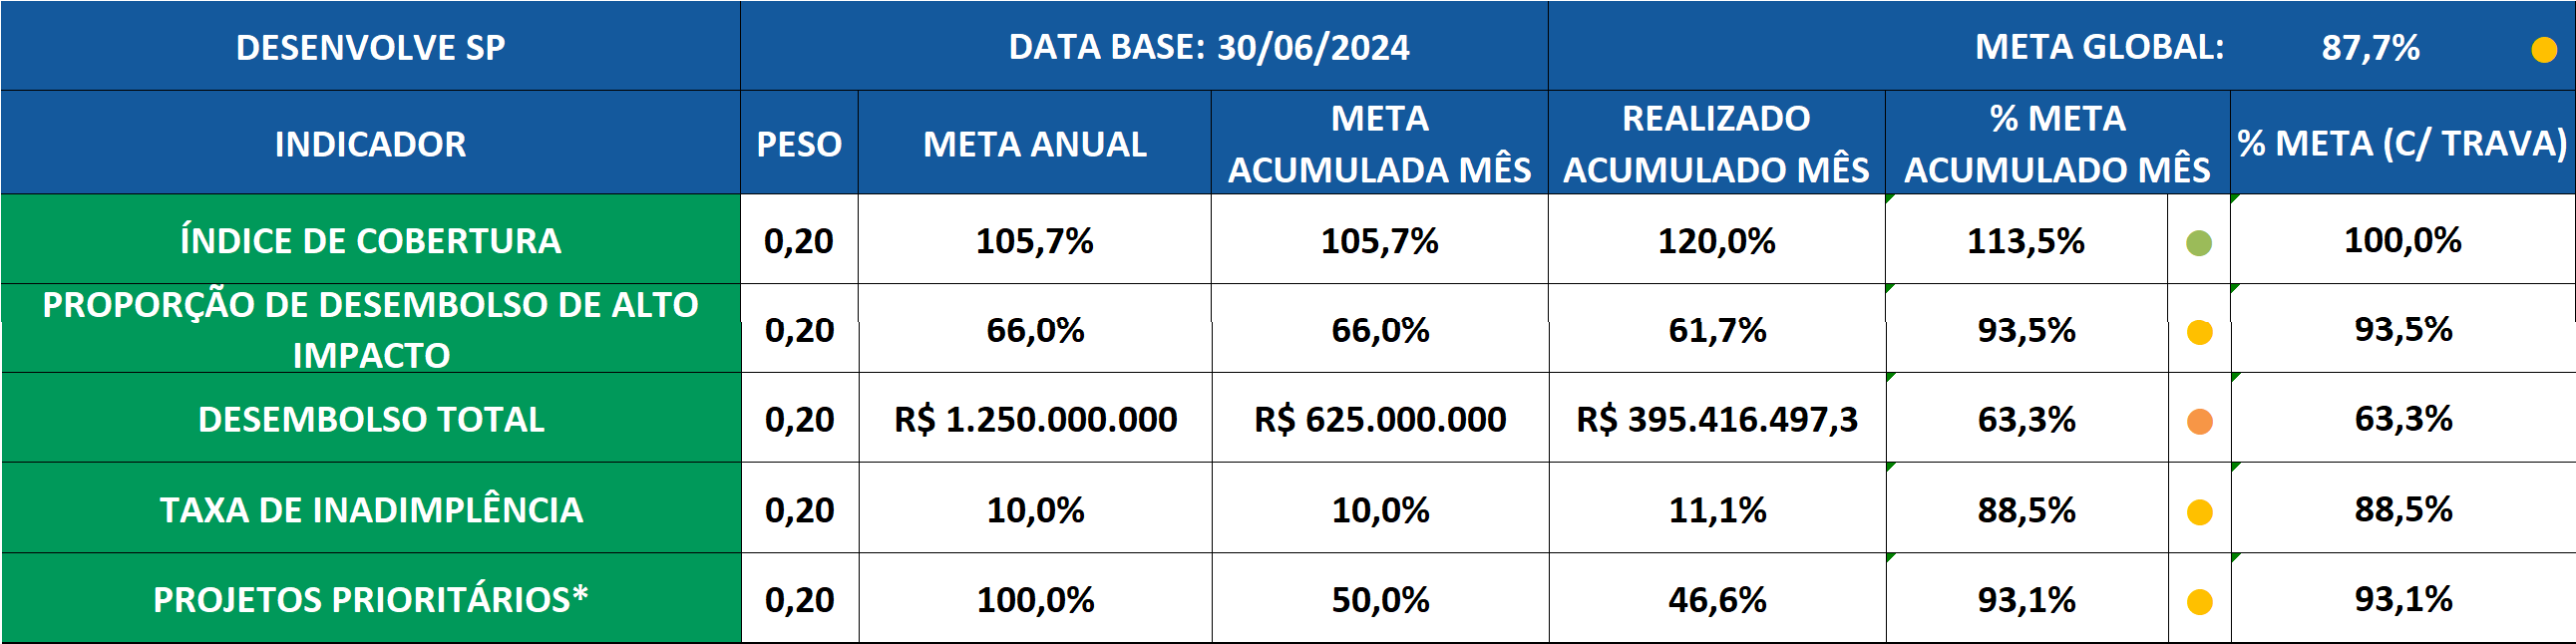 DESENVOLVE SP DATA BASE: 30/06/2024 META GLOBAL: 87,7%
INDICADOR PESO META ANUAL META ACUMULADA MÊS REALIZADO ACUMULADO MÊS % META ACUMULADO MÊS % META (C/ TRAVA)
ÍNDICE DE COBERTURA 0,20 105,7% 105,7% 120,0% 113,5% 100,0%
PROPORÇÃO DE DESEMBOLSO DE ALTO IMPACTO 0,20 66,0% 66,0% 61,7% 93,5% 93,5%
DESEMBOLSO TOTAL 0,20 R$ 1.250.000.000 R$ 625.000.000 R$ 395.416.497,3 63,3% 63,3%
TAXA DE INADIMPLÊNCIA 0,20 10,0% 10,0% 11,1% 88,5% 88,5%
PROJETOS PRIORITÁRIOS* 0,20 100,0% 50,0% 46,6% 93,1% 93,1%